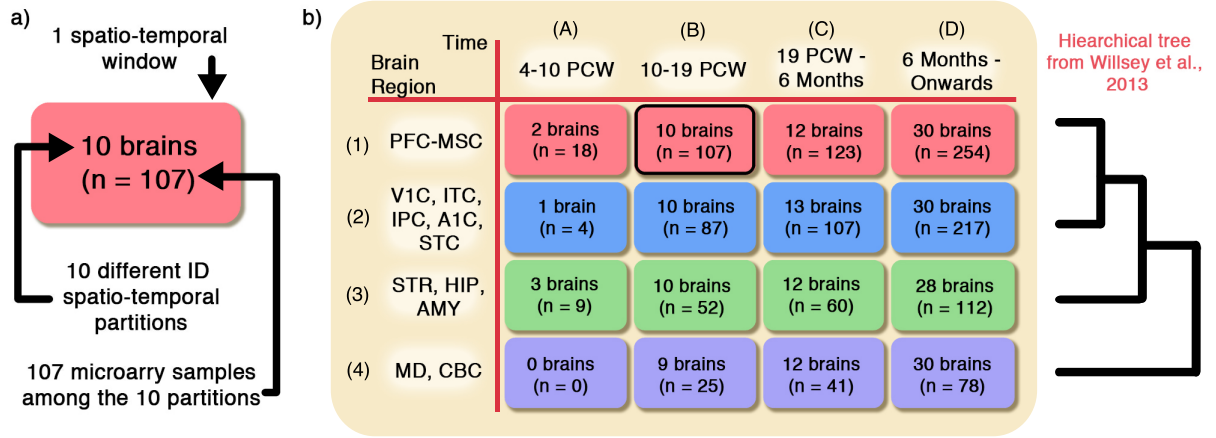 a)
1 spatio-temporal
window
10 brains
(n = 107)
10 different ID
spatio-temporal
partitions
107 microarry samples
among the 10 partitions
b)
(A) (B) (C) (D)
Time
Brain
Region
4-10 PCW
10-19 PCW
19 PCW -
6 Months
6 Months -
Onwards
(1) PFC-MSC
2 brains
(n = 18)
10 brains
(n = 107)
12 brains
(n = 123)
30 brains
(n = 254)
(2)
V1C, ITC,
IPC, A1C,
STC
1 brain
(n = 4)
10 brains
(n = 87)
13 brains
(n = 107)
30 brains
(n = 217)
(3)
STR, HIP,
AMY
3 brains
(n = 9)
10 brains
(n = 52)
12 brains
(n = 60)
28 brains
(n = 112)
(4) MD, CBC
0 brains
(n = 0)
9 brains
(n = 25)
12 brains
(n = 41)
30 brains
(n = 78)
Hiearchical tree
from Willsey et al.,
2013